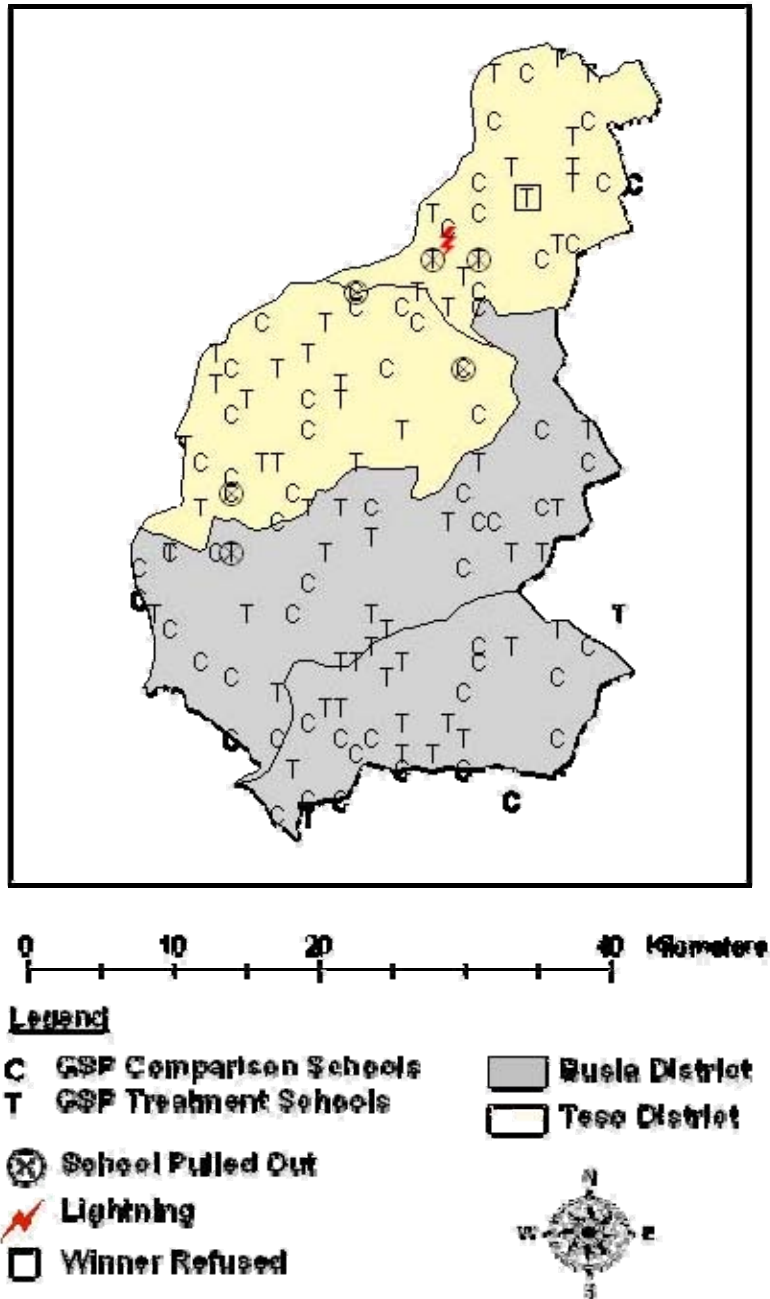 T C T T
C C
T
T T
C T T C C
T C
C
T C C T
T T
C T C
C C T C
C T C
T T
C T C C
T T
T C T
C C
C T C T
T
C T T T T C
C C C
T T T C C T
C T C C
T
T C T T T T
C C
C
C
T T C T T
C T T
T C T C
C T T T C
C T C
T C
T T
C T T
C C C C T C
C T T
T C C
C C C
C T
0 10 20 40 Kilometers
Legend
C GSP Comparison Schools
T GSP Treatment Schools
School Pulled Out
Lightning
Winner Refused
Busia District
Teso District
N
W E
S